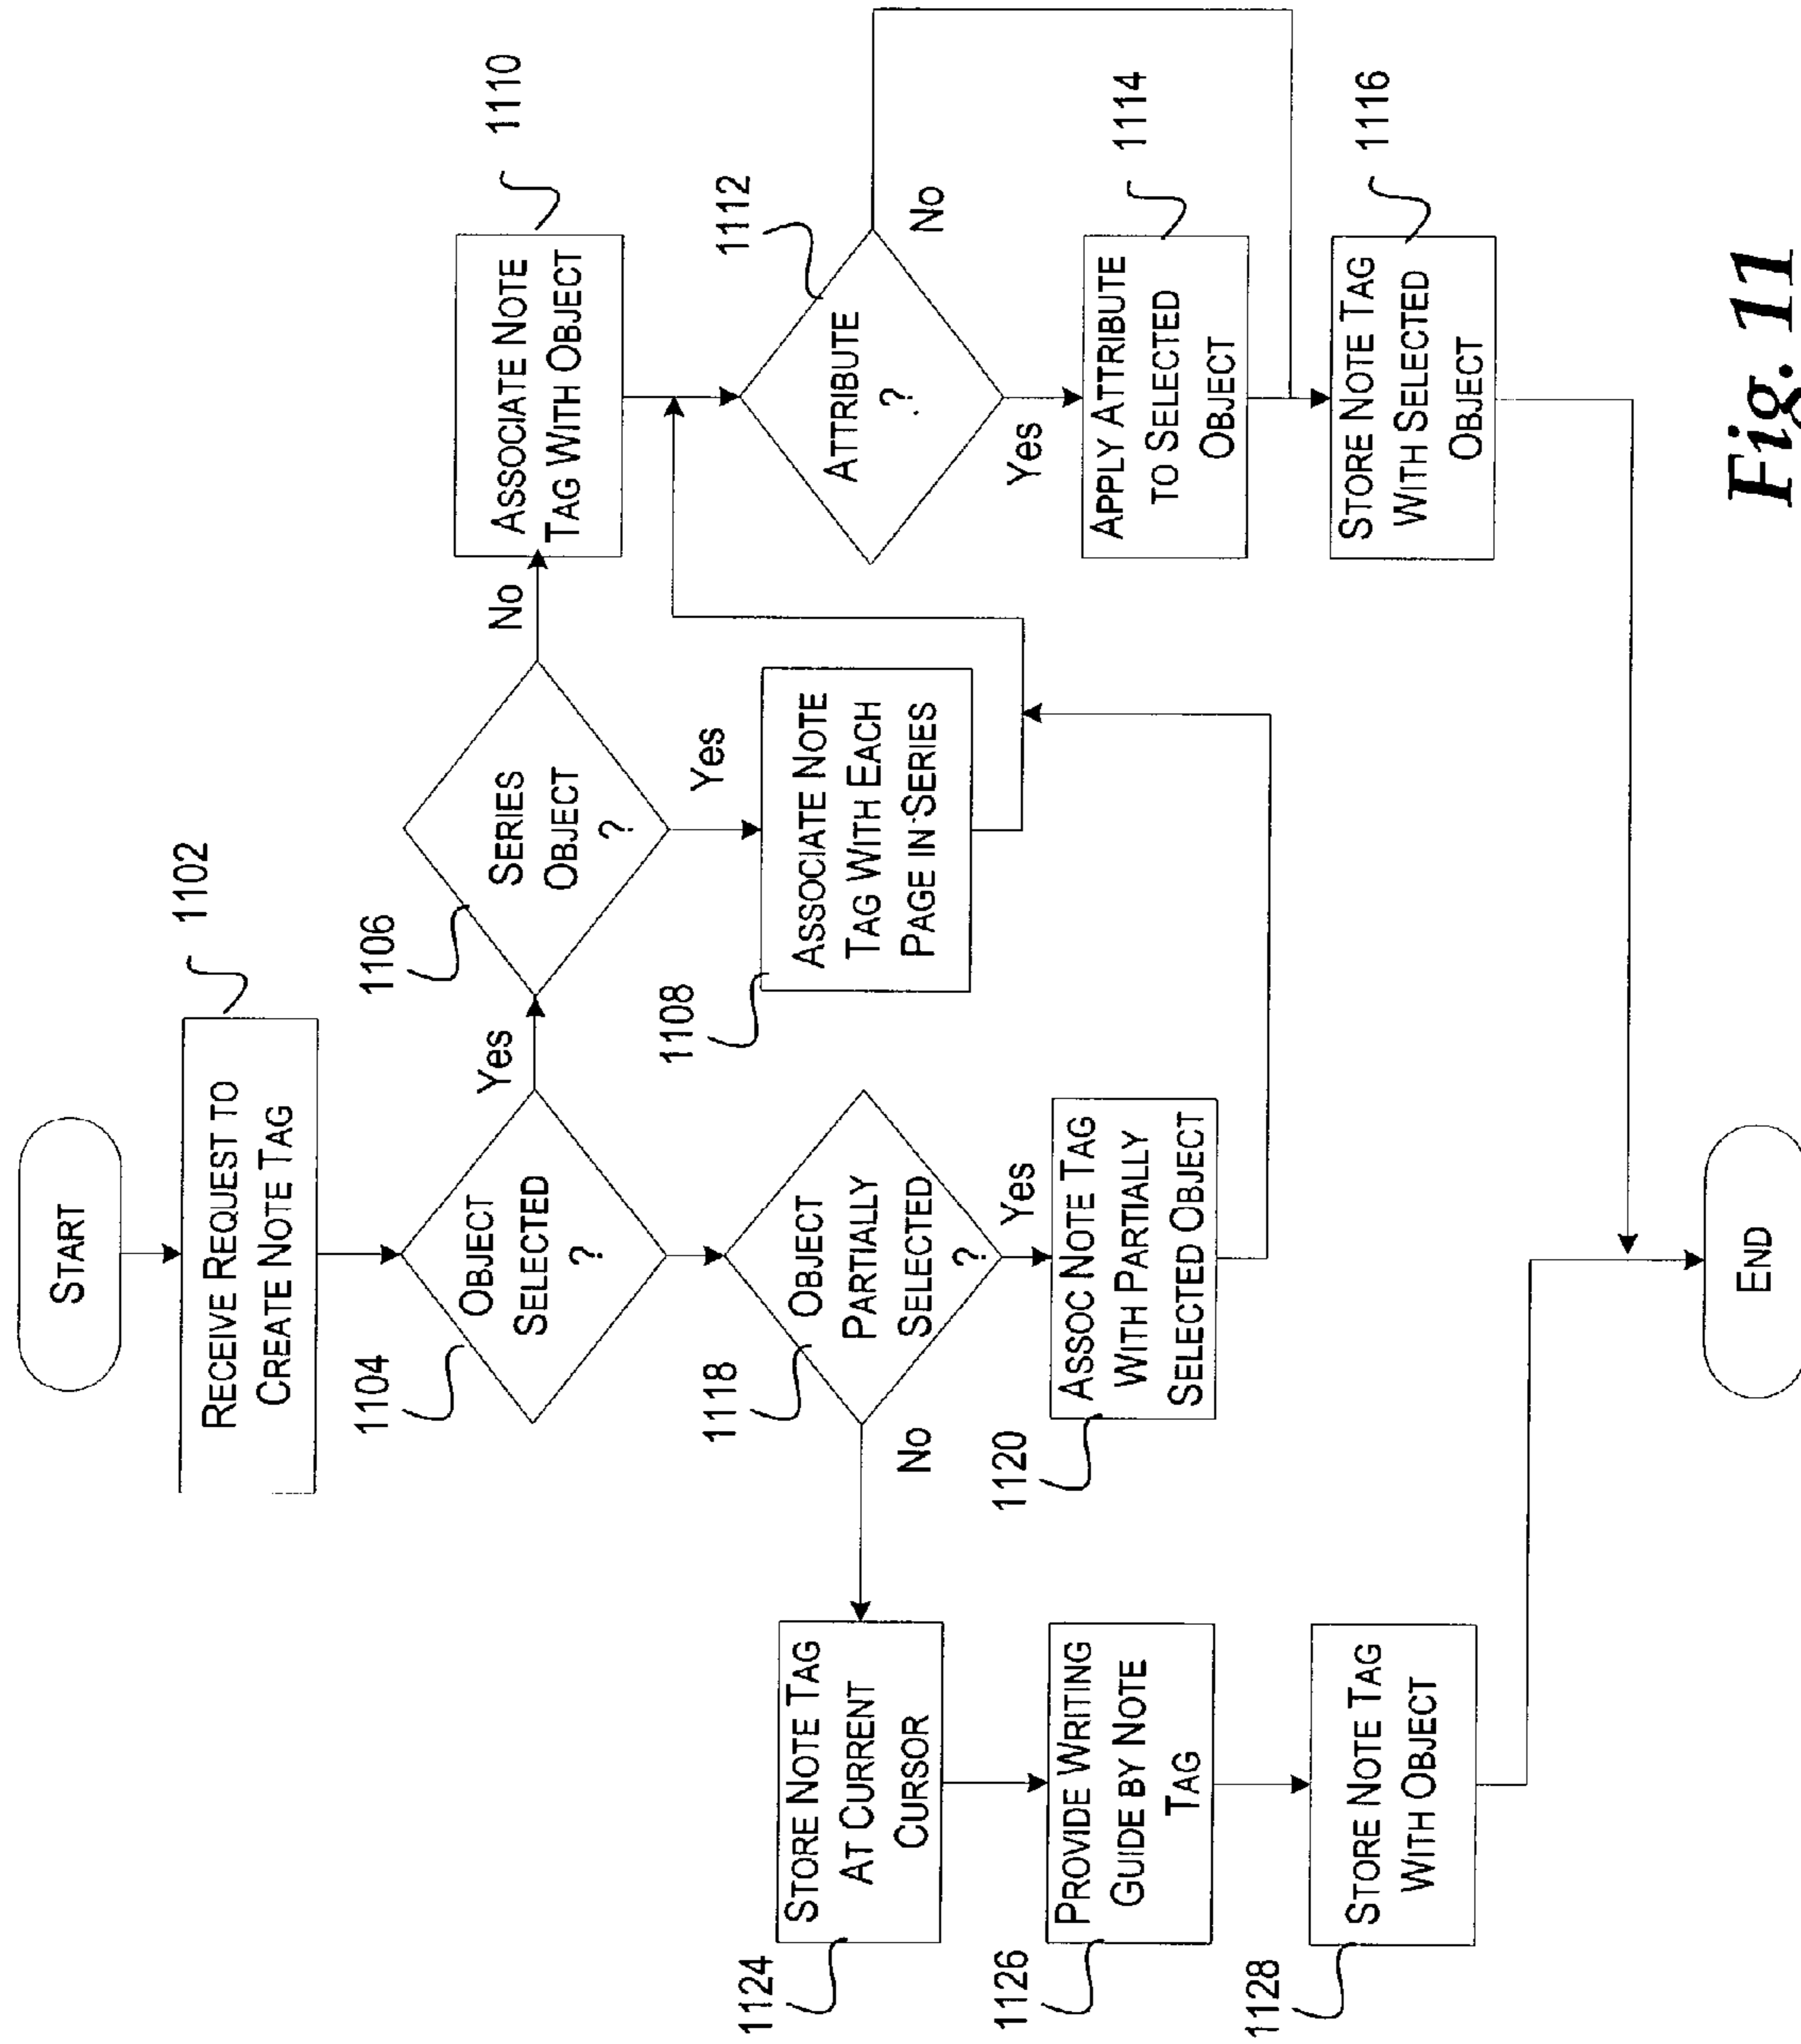 START
1102
RECEIVE REQUEST TO
CREATE NOTE TAG
1104
OBJECT
SELECTED
?
Yes
1106
SERIES
OBJECT
?
No
1110
ASSOCIATE NOTE
TAG WITH OBJECT
Yes
1108
ASSOCIATE NOTE
TAG WITH EACH
PAGE IN SERIES
1112
ATTRIBUTE
?
No
Yes
1114
APPLY ATTRIBUTE
TO SELECTED
OBJECT
1116
STORE NOTE TAG
WITH SELECTED
OBJECT
1118
OBJECT
PARTIALLY
SELECTED
?
Yes
No
1120
ASSOC NOTE TAG
WITH PARTIALLY
SELECTED OBJECT
1124
STORE NOTE TAG
AT CURRENT
CURSOR
1126
PROVIDE WRITING
GUIDE BY NOTE
TAG
1128
STORE NOTE TAG
WITH OBJECT
END
Fig. 11